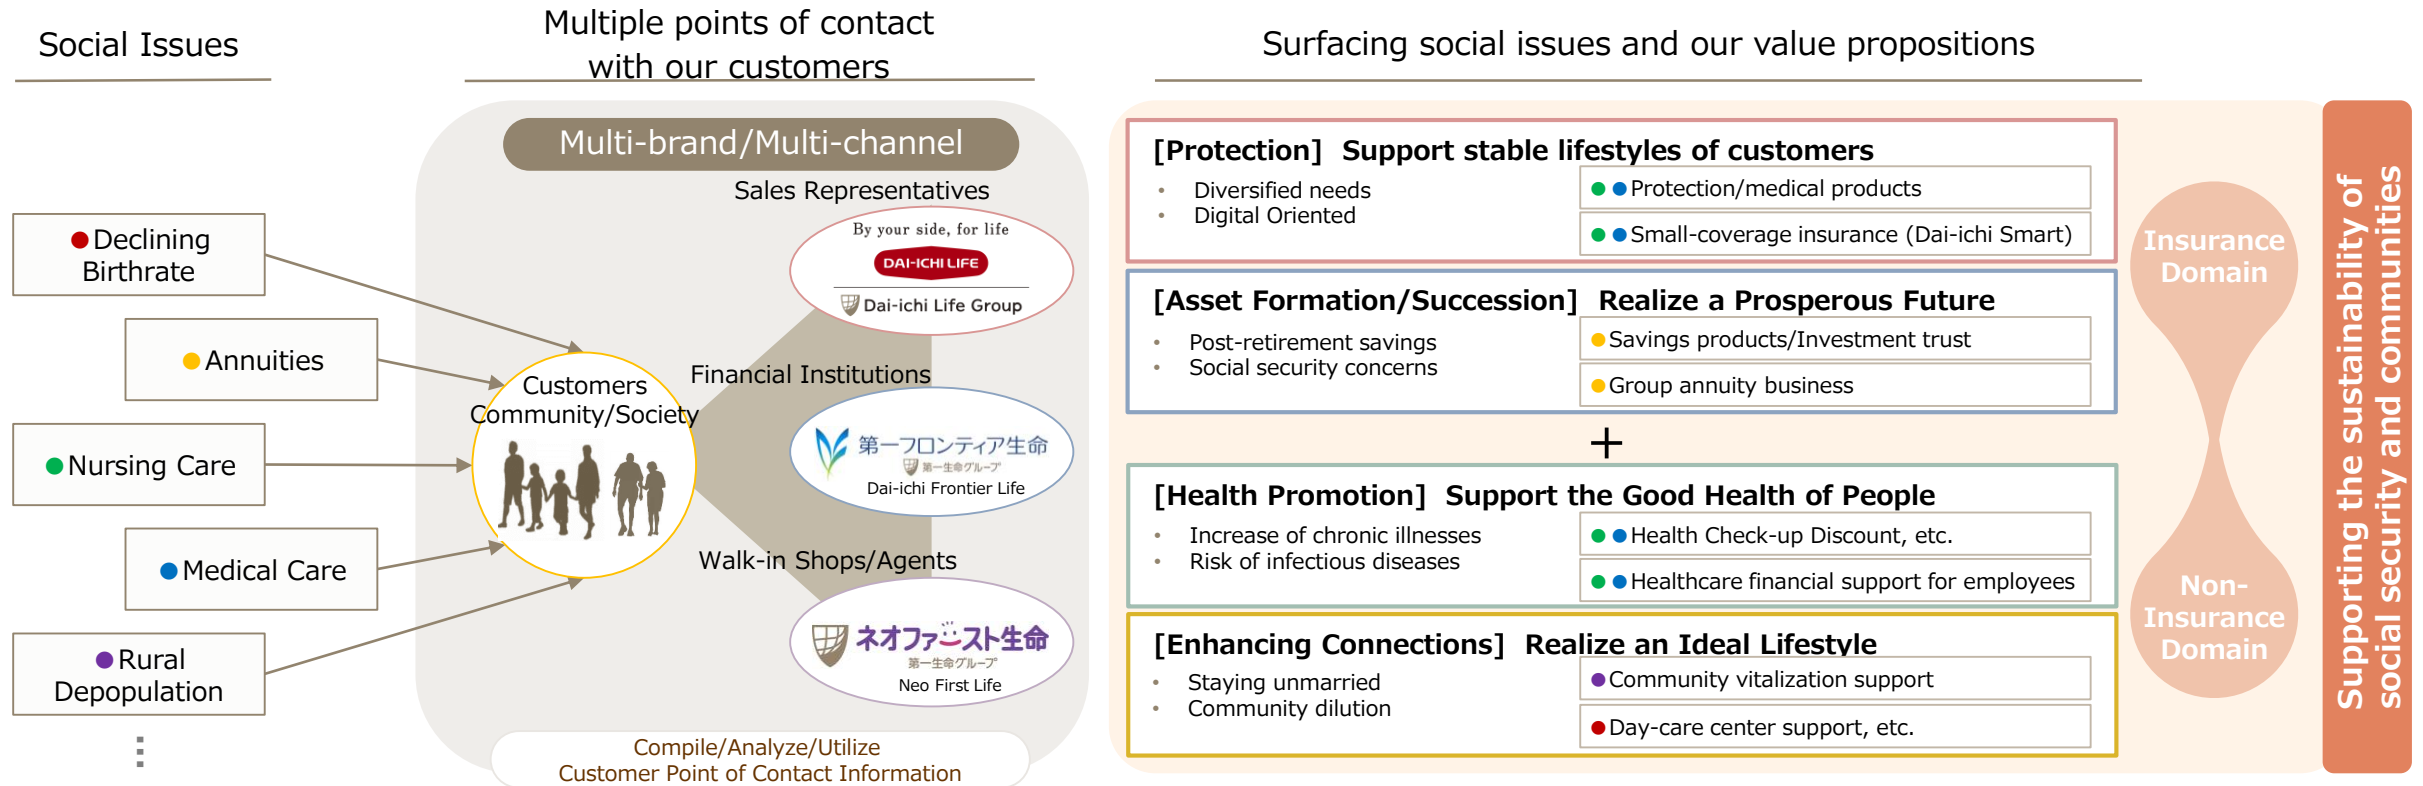 Social Issues
Multiple points of contact
with our customers
Surfacing social issues and our value propositions
Declining
Birthrate
Annuities
Nursing Care
Medical Care
Rural
Depopulation
Multi-brand/Multi-channel
Sales Representatives
By your side, for life
DAI-ICHI LIFE
Dai-ichi Life Group
Customers
Community/Society
Financial Institutions
第一フロンティア生命
第一生命グループ
Dai-ichi Frontier Life
Walk-in Shops/Agents
ネオファースト生命
第一生命グループ
Neo First Life
Compile/Analyze/Utilize
Customer Point of Contact Information
[Protection] Support stable lifestyles of customers
• Diversified needs
• Digital Oriented
Protection/medical products
Small-coverage insurance (Dai-ichi Smart)
[Asset Formation/Succession] Realize a Prosperous Future
• Post-retirement savings
• Social security concerns
Savings products/Investment trust
Group annuity business
+
[Health Promotion] Support the Good Health of People
• Increase of chronic illnesses
• Risk of infectious diseases
Health Check-up Discount, etc.
Healthcare financial support for employees
[Enhancing Connections] Realize an Ideal Lifestyle
• Staying unmarried
• Community dilution
Community vitalization support
Day-care center support, etc.
Insurance
Domain
Non-
Insurance
Domain
Supporting the sustainability of
social security and communities